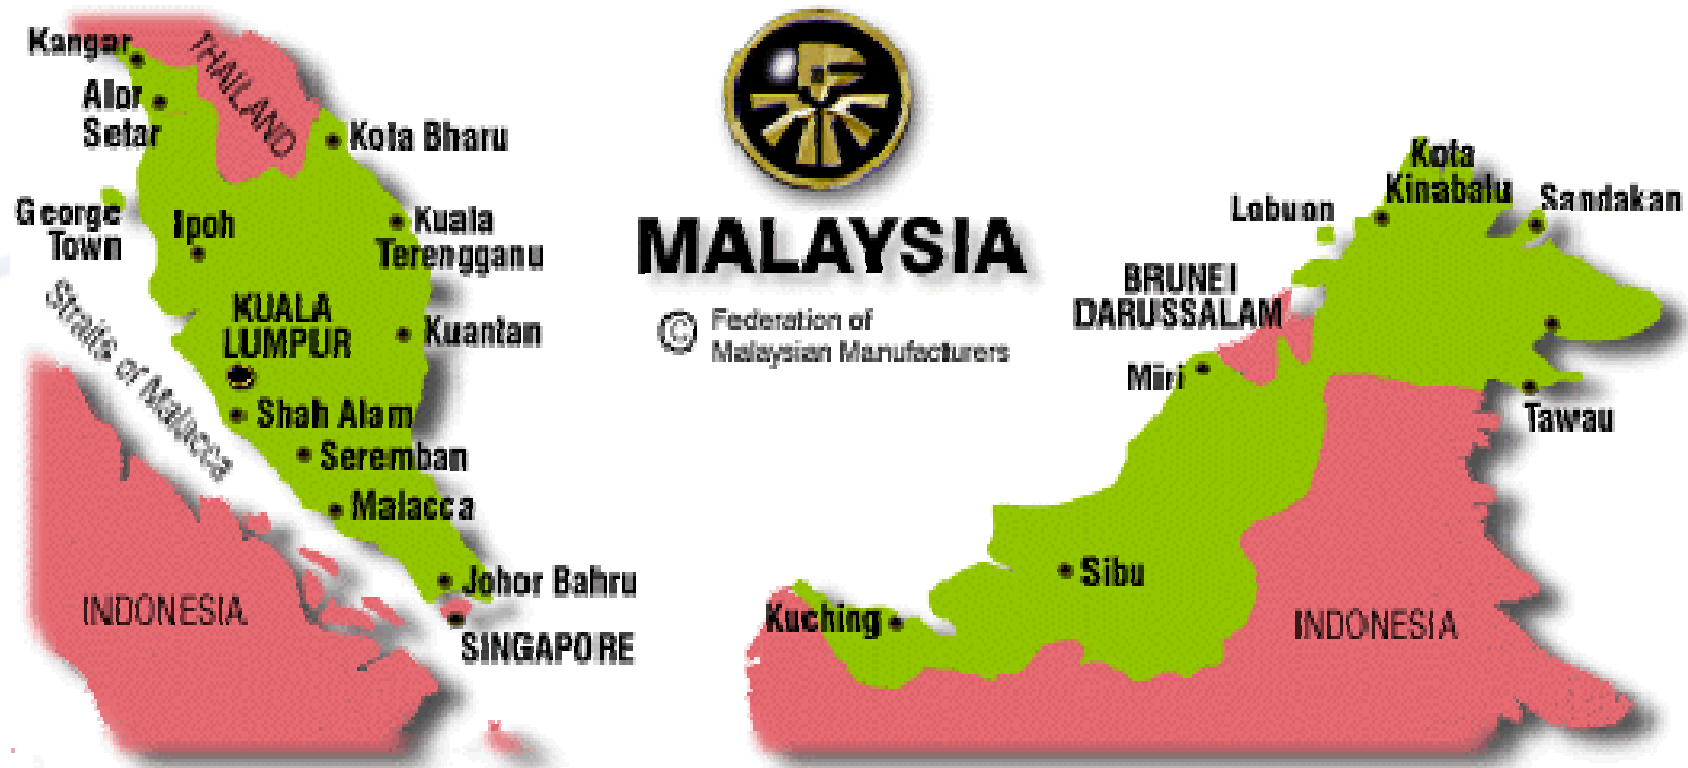 Kangar
THAILAND
Alor
Setar
Kota Bharu
George
Town
Ipoh
Kuala
Terengganu
Straits of Malacca
KUALA
LUMPUR
Kuantan
Shah Alam
Seremban
Malacca
Johor Bahru
SINGAPORE
INDONESIA
MALAYSIA
© Federation of
Malaysian Manufacturers
Kota
Kinabalu
Sandakan
Labuan
BRUNEI
DARUSSALAM
Miri
Tawau
Sibu
Kuching
INDONESIA